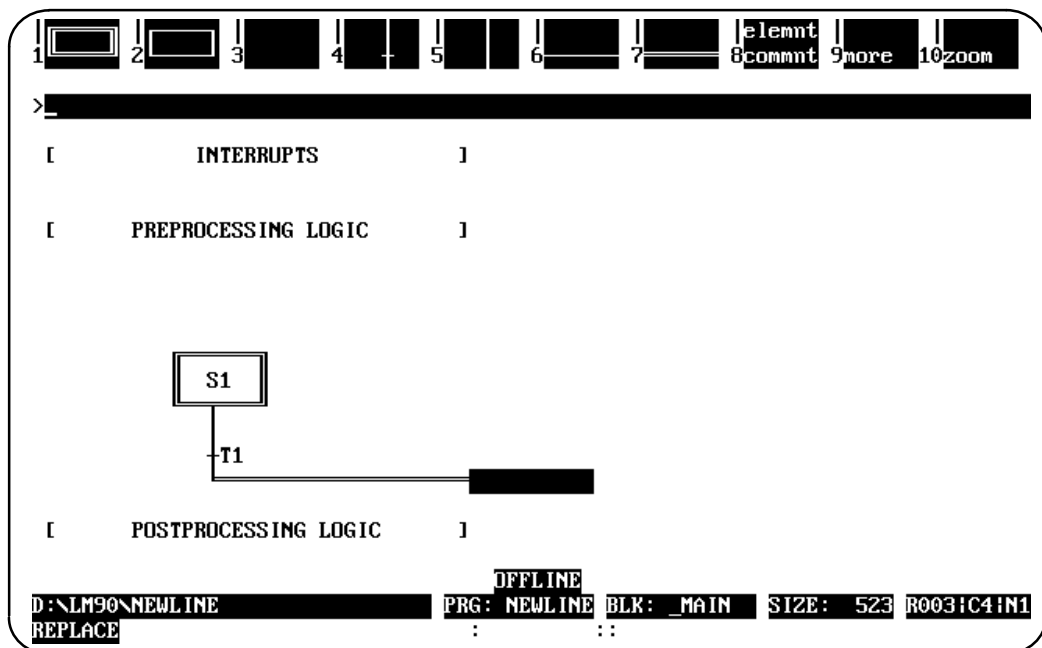 elemnt
1 2 3 4 5 6 7 8commnt 9more 10zoom
>_
[ INTERRUPTS ]
[ PREPROCESSING LOGIC ]
S1
T1
[ POSTPROCESSING LOGIC ]
OFFLINE
D:\LM90\NEWLINE PRG: NEWLINE BLK: _MAIN SIZE: 523 R003¦C4¦N1
REPLACE : ::